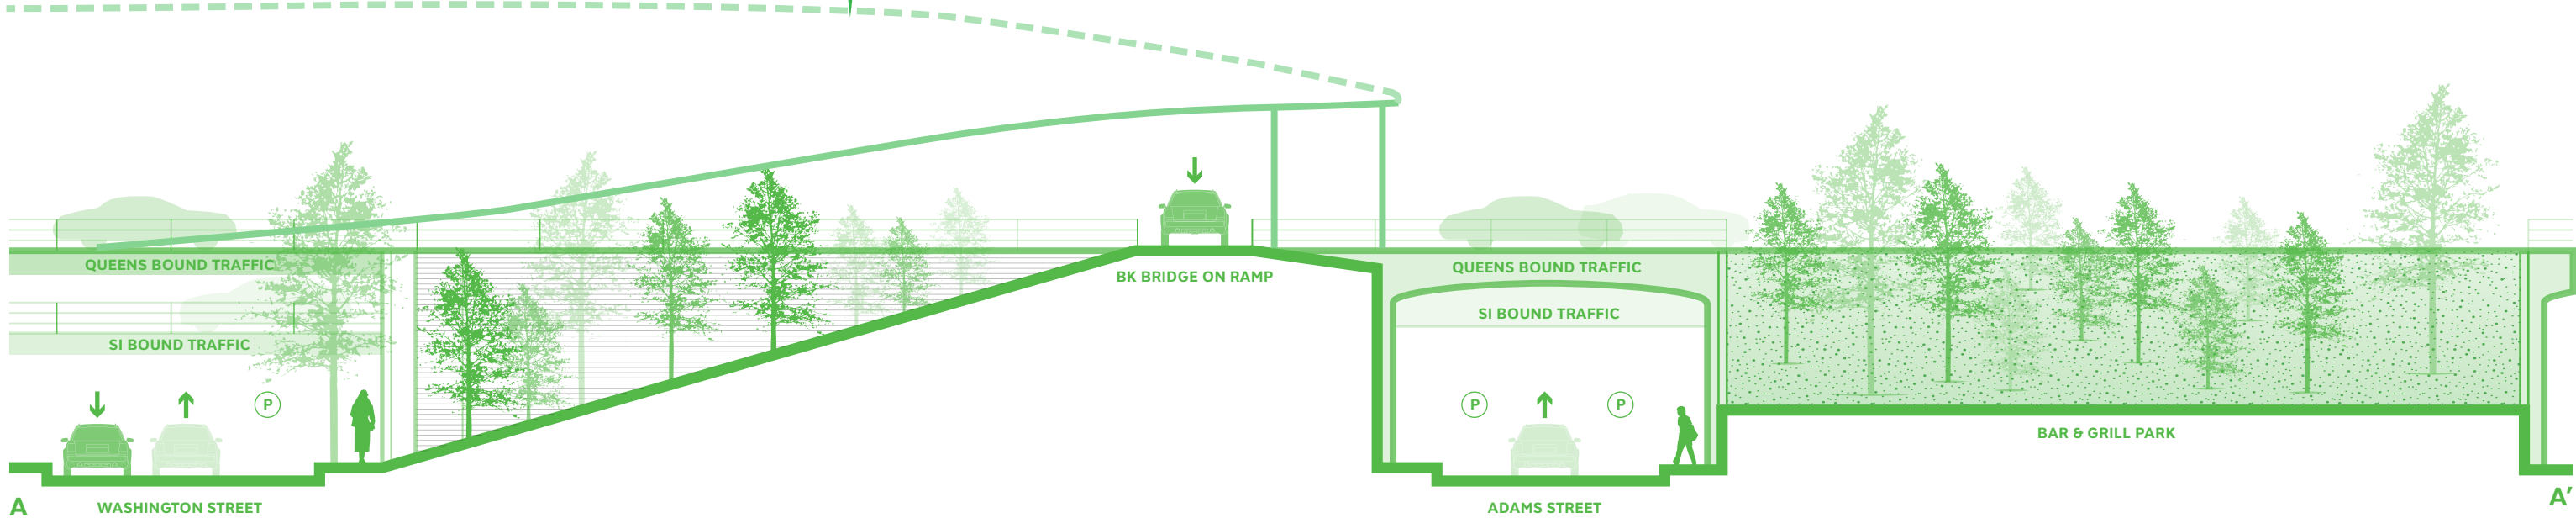 QUEENS BOUND TRAFFIC
SI BOUND TRAFFIC
P
A
WASHINGTON STREET
BK BRIDGE ON RAMP
QUEENS BOUND TRAFFIC
SI BOUND TRAFFIC
P
P
ADAMS STREET
BAR & GRILL PARK
A’